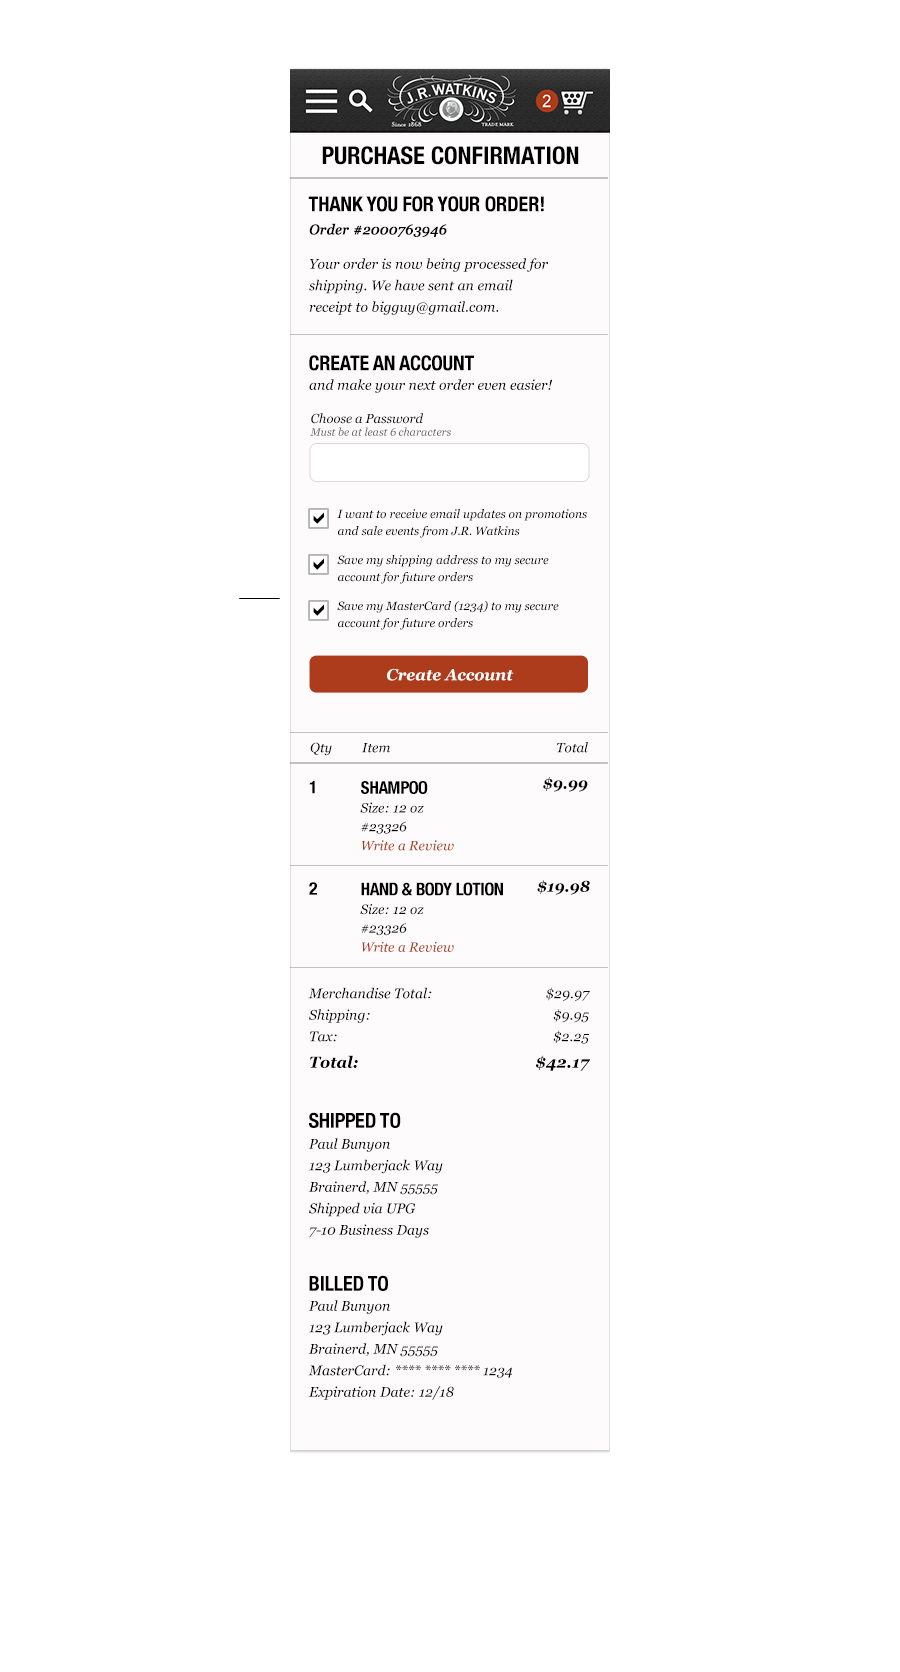 J.R. WATKINS
Since 1868 TRADE MARK
2
PURCHASE CONFIRMATION
THANK YOU FOR YOUR ORDER!
Order #2000763946
Your order is now being processed for
shipping. We have sent an email
receipt to bigguy@gmail.com.
CREATE AN ACCOUNT
and make your next order even easier!
Choose a Password
Must be at least 6 characters
I want to receive email updates on promotions
and sale events from J.R. Watkins
Save my shipping address to my secure
account for future orders
Save my MasterCard (1234) to my secure
account for future orders
Create Account
Qty Item Total
1 SHAMPOO $9.99
Size: 12 oz
#23326
Write a Review
2 HAND & BODY LOTION $19.98
Size: 12 oz
#23326
Write a Review
Merchandise Total: $29.97
Shipping: $9.95
Tax: $2.25
Total: $42.17
SHIPPED TO
Paul Bunyon
123 Lumberjack Way
Brainerd, MN 55555
Shipped via UPG
7-10 Business Days
BILLED TO
Paul Bunyon
123 Lumberjack Way
Brainerd, MN 55555
MasterCard: **** **** **** 1234
Expiration Date: 12/18